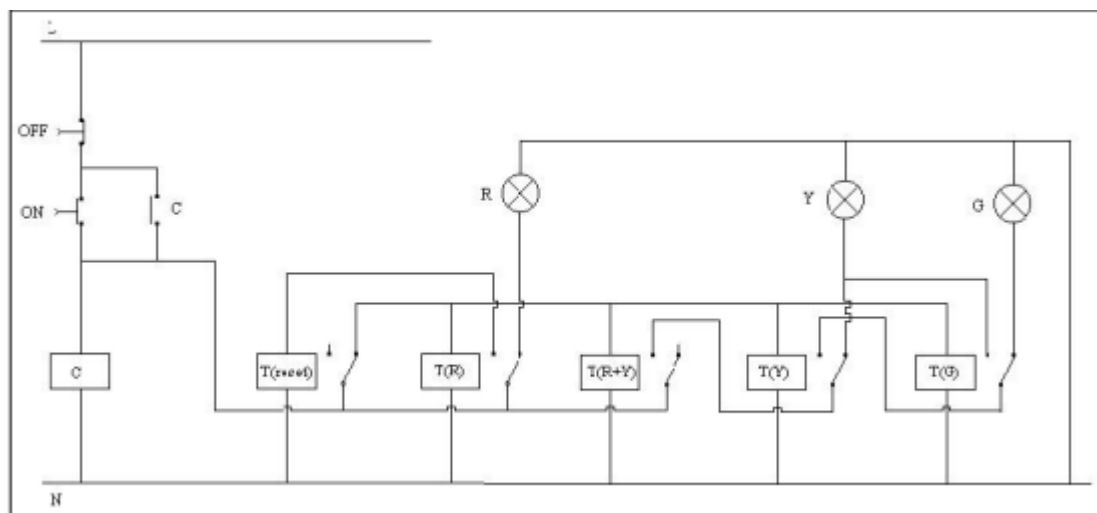 OFF
ON
C
R
Y
G
C
T(reset)
T(R)
T(R+Y)
T(Y)
T(G)
N